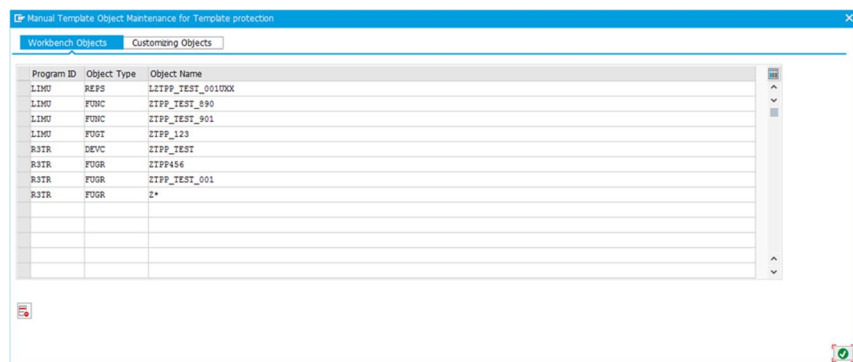 Manual Template Object Maintenance for Template protection
Workbench Objects Customizing Objects
Program ID Object Type Object Name
LIMU REPS LZTPP_TEST_001UXX
LIMU FUNC ZTPP_TEST_890
LIMU FUNC ZTPP_TEST_901
LIMU FUGT ZTPP_123
R3TR DEVC ZTPP_TEST
R3TR FUGR ZTPP456
R3TR FUGR ZTPP_TEST_001
R3TR FUGR Z*